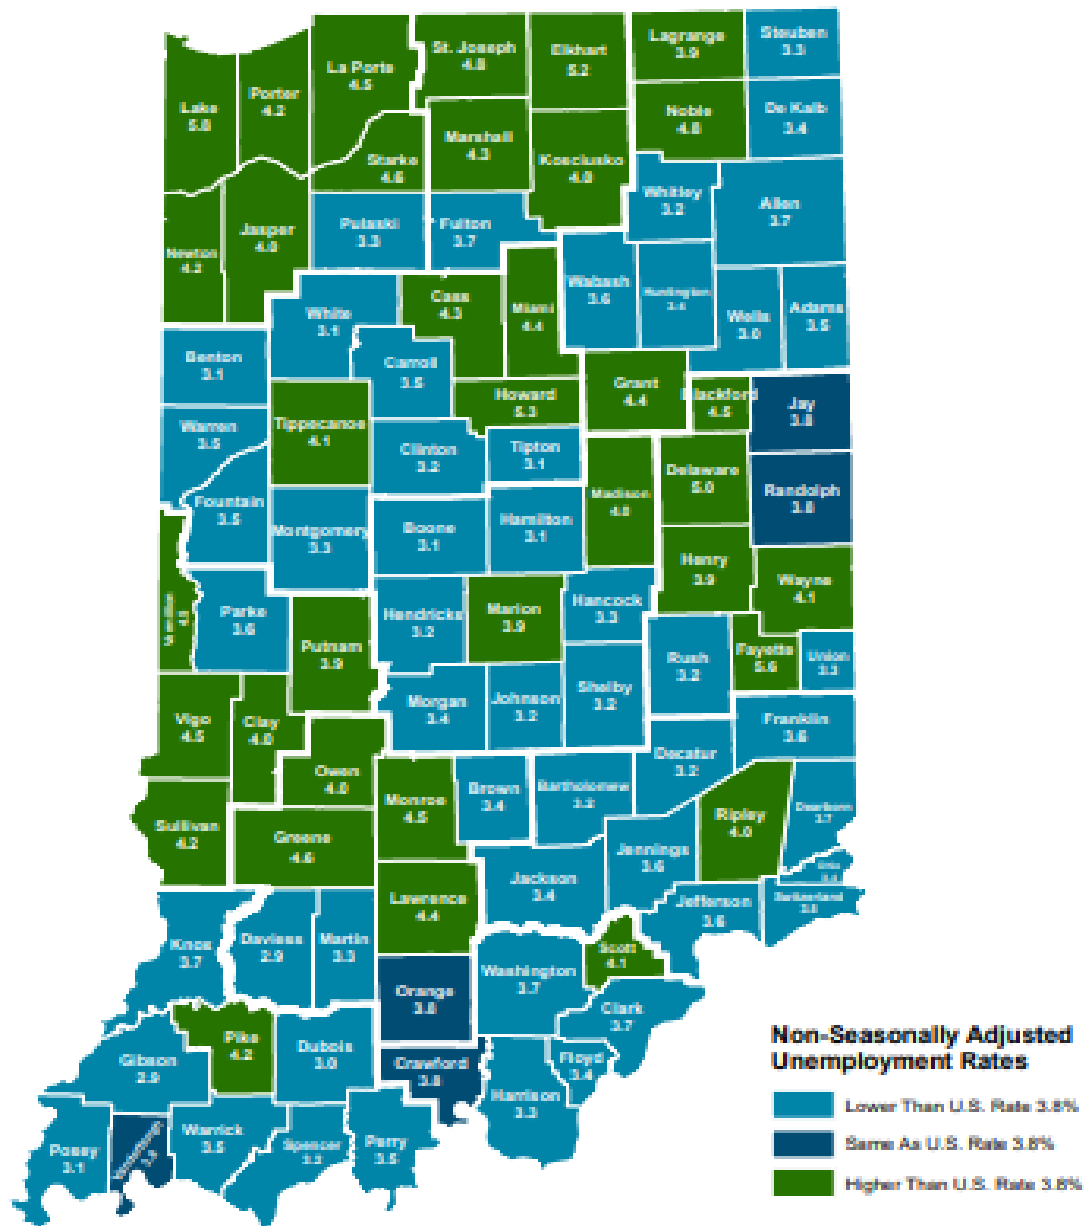 Lagrange
3.9
Steuben
3.3
St. Joseph
4.8
Elkhart
5.2
La Porte
4.5
Porter
4.2
Lake
5.8
Noble
4.8
De Kalb
3.4
Marshall
4.3
Kosciusko
4.0
Starke
4.6
Whitley
3.2
Allen
3.7
Pulaski
3.3
Fulton
3.7
Jasper
4.0
Newton
4.2
Wabash
3.6
Huntington
Wells
3.0
Adams
3.5
White
3.1
Cass
4.3
Miami
4.4
Benton
3.1
Carroll
3.5
Howard
5.3
Grant
4.4
Blackford
4.5
Jay
3.8
Warren
3.5
Tippecanoe
4.1
Clinton
3.2
Tipton
3.1
Delaware
5.0
Randolph
3.8
Madison
4.0
Fountain
3.5
Montgomery
3.3
Boone
3.1
Hamilton
3.1
Henry
3.9
Wayne
4.1
Parke
3.6
Hendricks
3.2
Marion
3.9
Hancock
3.3
Putnam
3.9
Rush
3.2
Fayette
5.6
Union
Morgan
3.4
Johnson
3.2
Shelby
3.2
Vigo
4.5
Clay
4.0
Franklin
3.6
Owen
4.0
Decatur
3.2
Monroe
4.5
Brown
3.4
Bartholomew
Dearborn
3.7
Ripley
4.0
Sullivan
4.2
Greene
4.6
Jennings
3.6
Jackson
3.4
Lawrence
4.4
Jefferson
3.6
Switzerland
Knox
3.7
Daviess
2.9
Martin
3.3
Scott
4.1
Washington
3.7
Orange
3.8
Clark
3.7
Pike
4.2
Dubois
3.0
Gibson
2.9
Crawford
3.8
Floyd
3.4
Harrison
3.3
Posey
3.1
Warrick
3.5
Spencer
Perry
3.5
Non-Seasonally Adjusted
Unemployment Rates
Lower Than U.S. Rate 3.8%
Same As U.S. Rate 3.8%
Higher Than U.S. Rate 3.8%